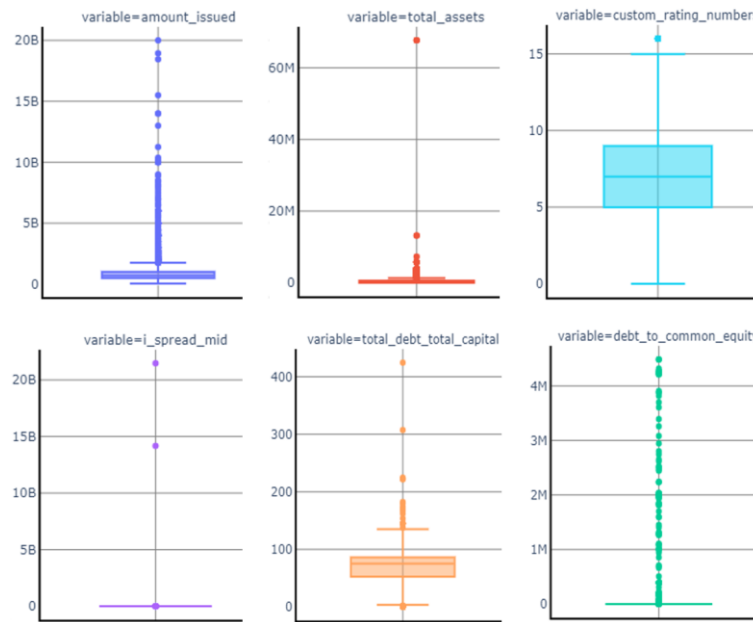 variable=amount_issued
20B
15B
10B
5B
0
variable=total_assets
60M
40M
20M
0
variable=custom_rating_number
15
10
5
0
variable=i_spread_mid
20B
15B
10B
5B
0
variable=total_debt_total_capital
400
300
200
100
0
variable=debt_to_common_equit
4M
3M
2M
1M
0